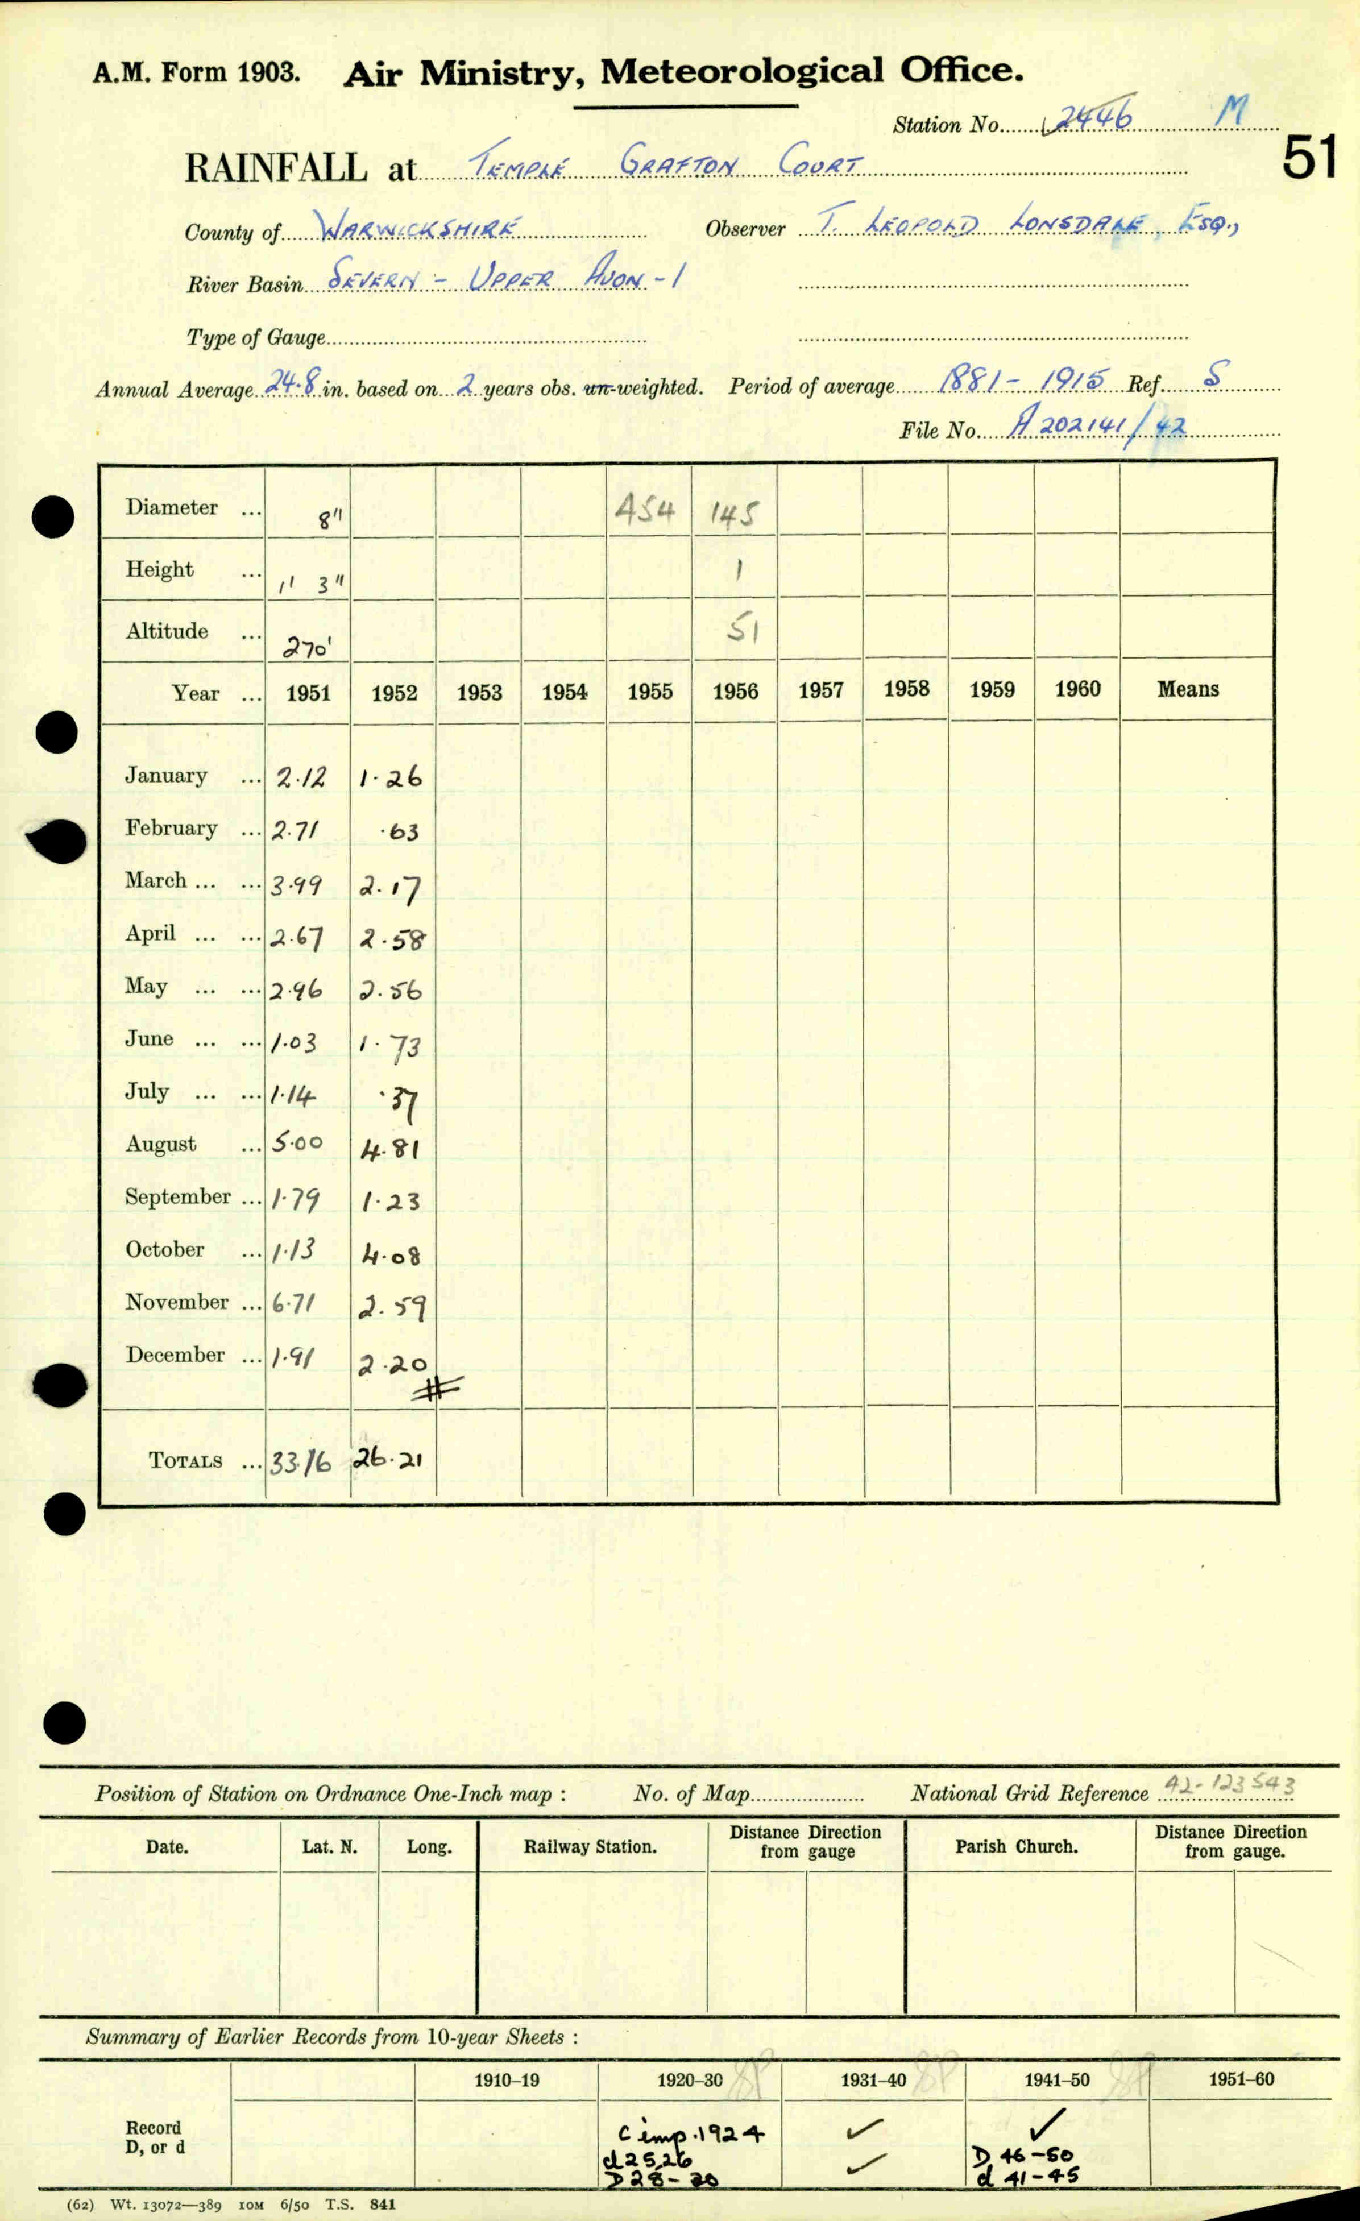 A.M. Form 1903. Air Ministry, Meteorological Office.
Station No. 2446 M
51
RAINFALL at TEMPLE GRAFTON COURT
County of WARWICKSHIRE Observer T. LEOPOLD LONSDALE, ESQ.,
River Basin SEVERN - UPPER AVON - 1
Type of Gauge
Annual Average 24.8 in. based on 2 years obs. un-weighted. Period of average 1881 - 1915 Ref. S
File No. A 202141/42
Diameter ... 8" 454 145
Height ... 1' 3" 1
Altitude ... 270' 51
Year ... 1951 1952 1953 1954 1955 1956 1957 1958 1959 1960 Means
January ... 2.12 1.26
February ... 2.71 .63
March ... ... 3.99 2.17
April ... ... 2.67 2.58
May ... ... 2.96 2.56
June ... ... 1.03 1.73
July ... ... 1.14 .37
August ... 5.00 4.81
September ... 1.79 1.23
October ... 1.13 4.08
November ... 6.71 2.59
December ... 1.91 2.20
TOTALS ... 33.16 26.21
Position of Station on Ordnance One-Inch map : No. of Map National Grid Reference 42-123543
Date. Lat. N. Long. Railway Station. Distance from Direction gauge Parish Church. Distance from Direction gauge.
Summary of Earlier Records from 10-year Sheets :
1910–19 1920–30 1931–40 1941–50 1951–60
Record
D, or d
c imp. 1924 ✓ ✓
d 25,26 ✓ D 46-50
D 28-30 d 41-45
(62) Wt. 13072—389 10M 6/50 T.S. 841